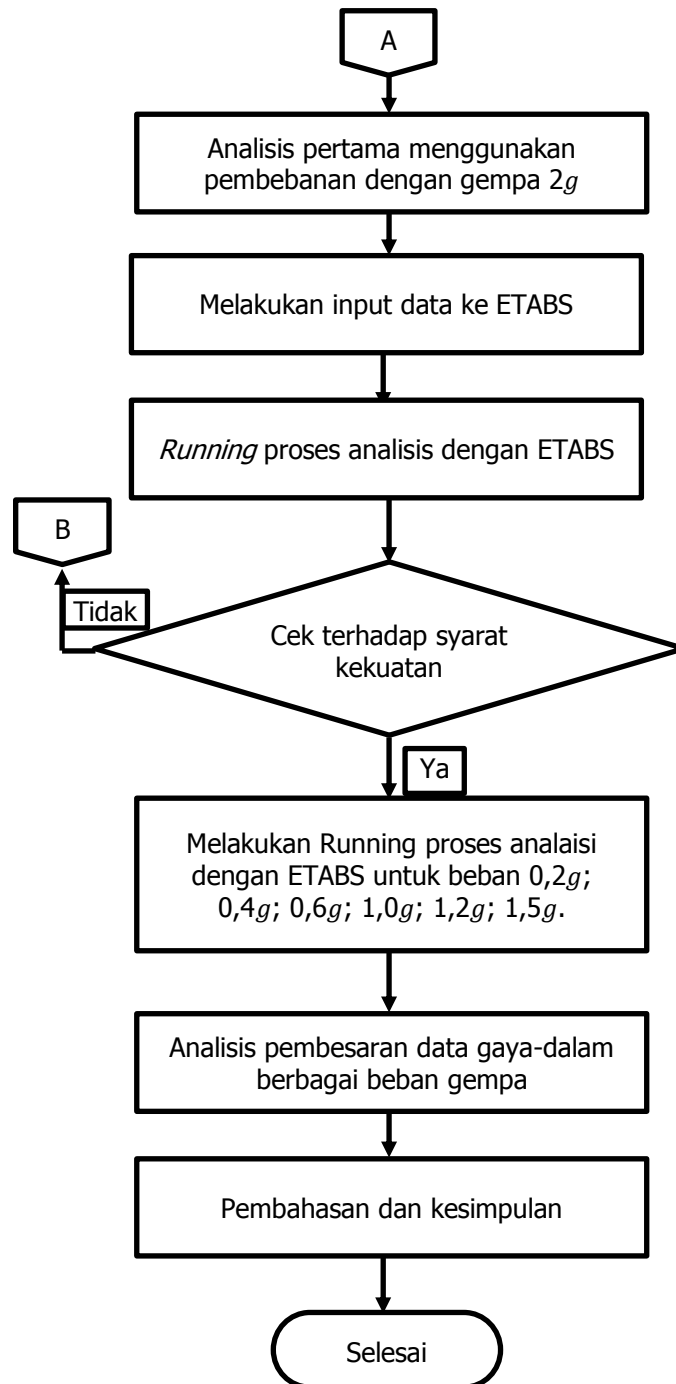 A
Analisis pertama menggunakan
pembebanan dengan gempa 2g
Melakukan input data ke ETABS
Running proses analisis dengan ETABS
B
Tidak
Cek terhadap syarat
kekuatan
Ya
Melakukan Running proses analaisi
dengan ETABS untuk beban 0,2g;
0,4g; 0,6g; 1,0g; 1,2g; 1,5g.
Analisis pembesaran data gaya-dalam
berbagai beban gempa
Pembahasan dan kesimpulan
Selesai